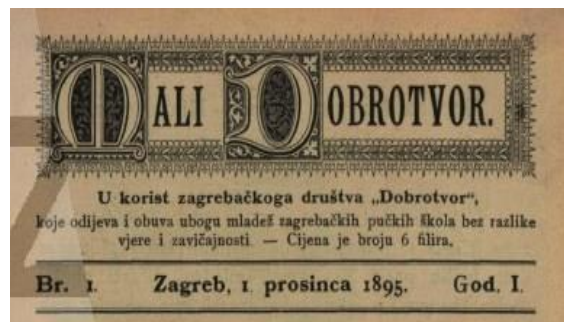 MALI DOBROTVOR.
U korist zagrebačkoga društva „Dobrotvor“,
koje odijeva i obuva ubogu mladež zagrebačkih pučkih škola bez razlike
vjere i zavičajnosti. — Cijena je broju 6 filira.
Br. 1. Zagreb, 1. prosinca 1895. God. I.